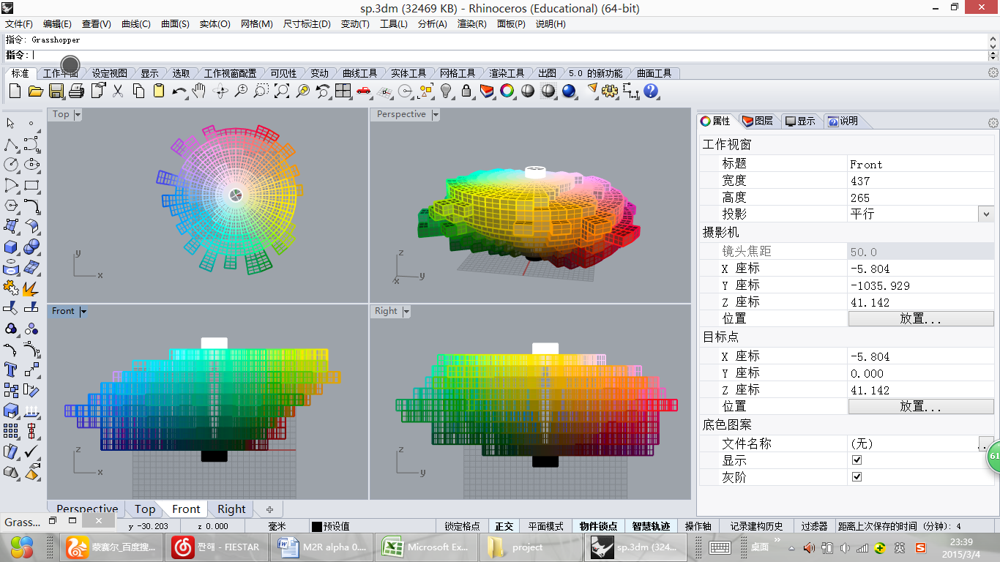 sp.3dm (32469 KB) - Rhinoceros (Educational) (64-bit)
文件(F) 编辑(E) 查看(V) 曲线(C) 曲面(S) 实体(O) 网格(M) 尺寸标注(D) 变动(T) 工具(L) 分析(A) 渲染(R) 面板(P) 说明(H)
指令: Grasshopper
指令:
标准 工作平面 设定视图 显示 选取 工作视窗配置 可见性 变动 曲线工具 实体工具 网格工具 渲染工具 出图 5.0 的新功能 曲面工具
Top Perspective
属性 图层 显示 说明
工作视窗
标题 Front
宽度 437
高度 265
投影 平行
摄影机
镜头焦距 50.0
X 座标 -5.804
Y 座标 -1035.929
Z 座标 41.142
位置 放置...
目标点
X 座标 -5.804
Y 座标 0.000
Z 座标 41.142
位置 放置...
底色图案
文件名称 (无)
显示
灰阶
61
y x
z x y
Front Right
z x
z y
Perspective Top Front Right
Grass...
y -30.203 z 0.000 毫米 预设值 锁定格点 正交 平面模式 物件锁点 智慧轨迹 操作轴 记录建构历史 过滤器 距离上次保存的时间 (分钟): 4
蒙赛尔_百度搜... 짠해 - FIESTAR M2R alpha 0.... Microsoft Ex... project sp.3dm (324... 桌面 英
23:39
2015/3/4